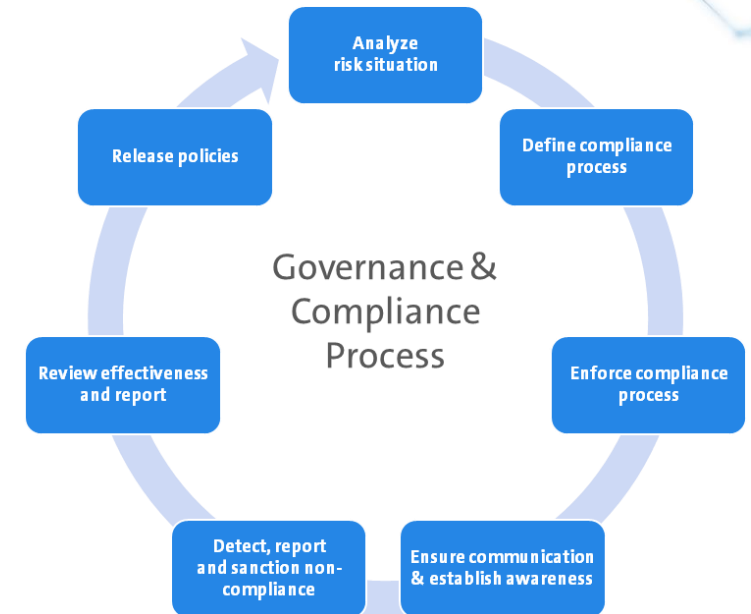 Analyze
risk situation
Define compliance
process
Enforce compliance
process
Ensure communication
& establish awareness
Detect, report
and sanction non-
compliance
Review effectiveness
and report
Release policies
Governance &
Compliance
Process